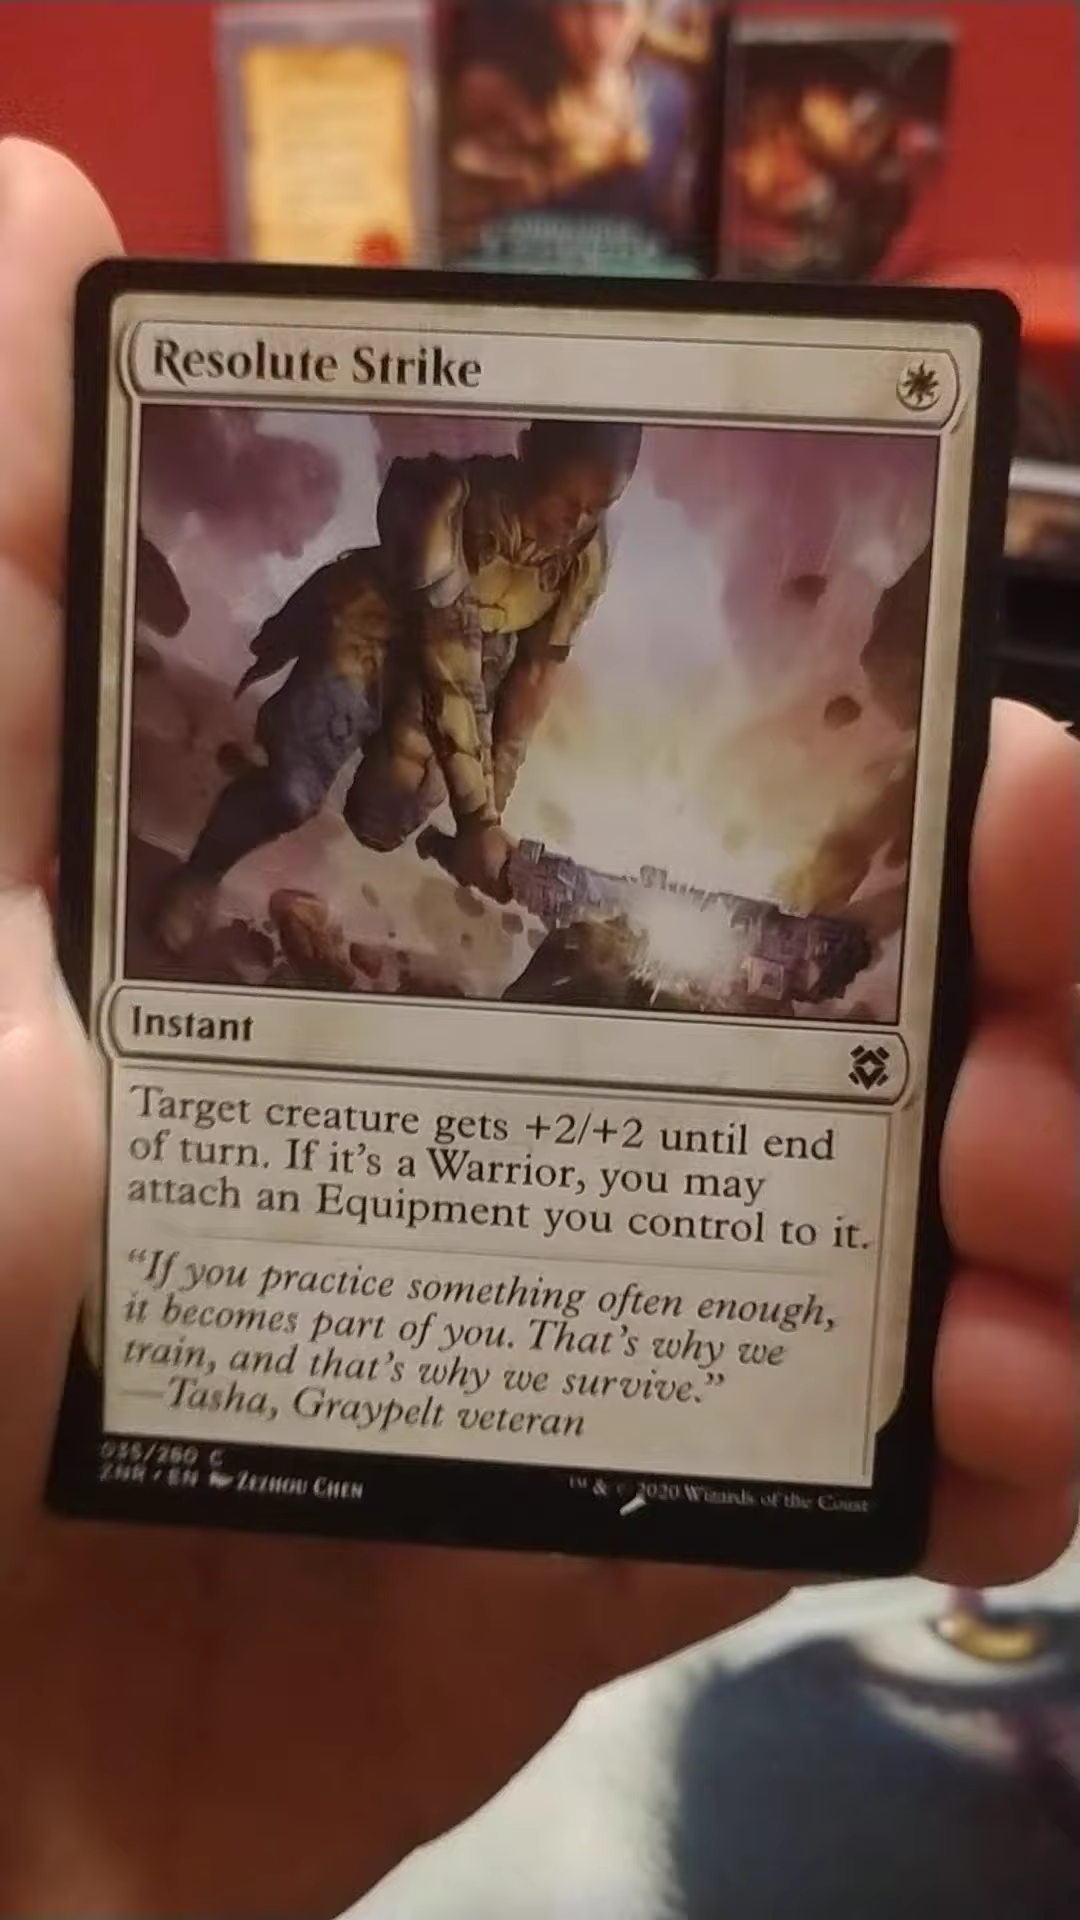 Resolute Strike
Instant
Target creature gets +2/+2 until end
of turn. If it's a Warrior, you may
attach an Equipment you control to it.
"If you practice something often enough,
it becomes part of you. That's why we
train, and that's why we survive."
—Tasha, Graypelt veteran
035/280 C
ZNR • EN ZEZHOU CHEN
™ & © 2020 Wizards of the Coast